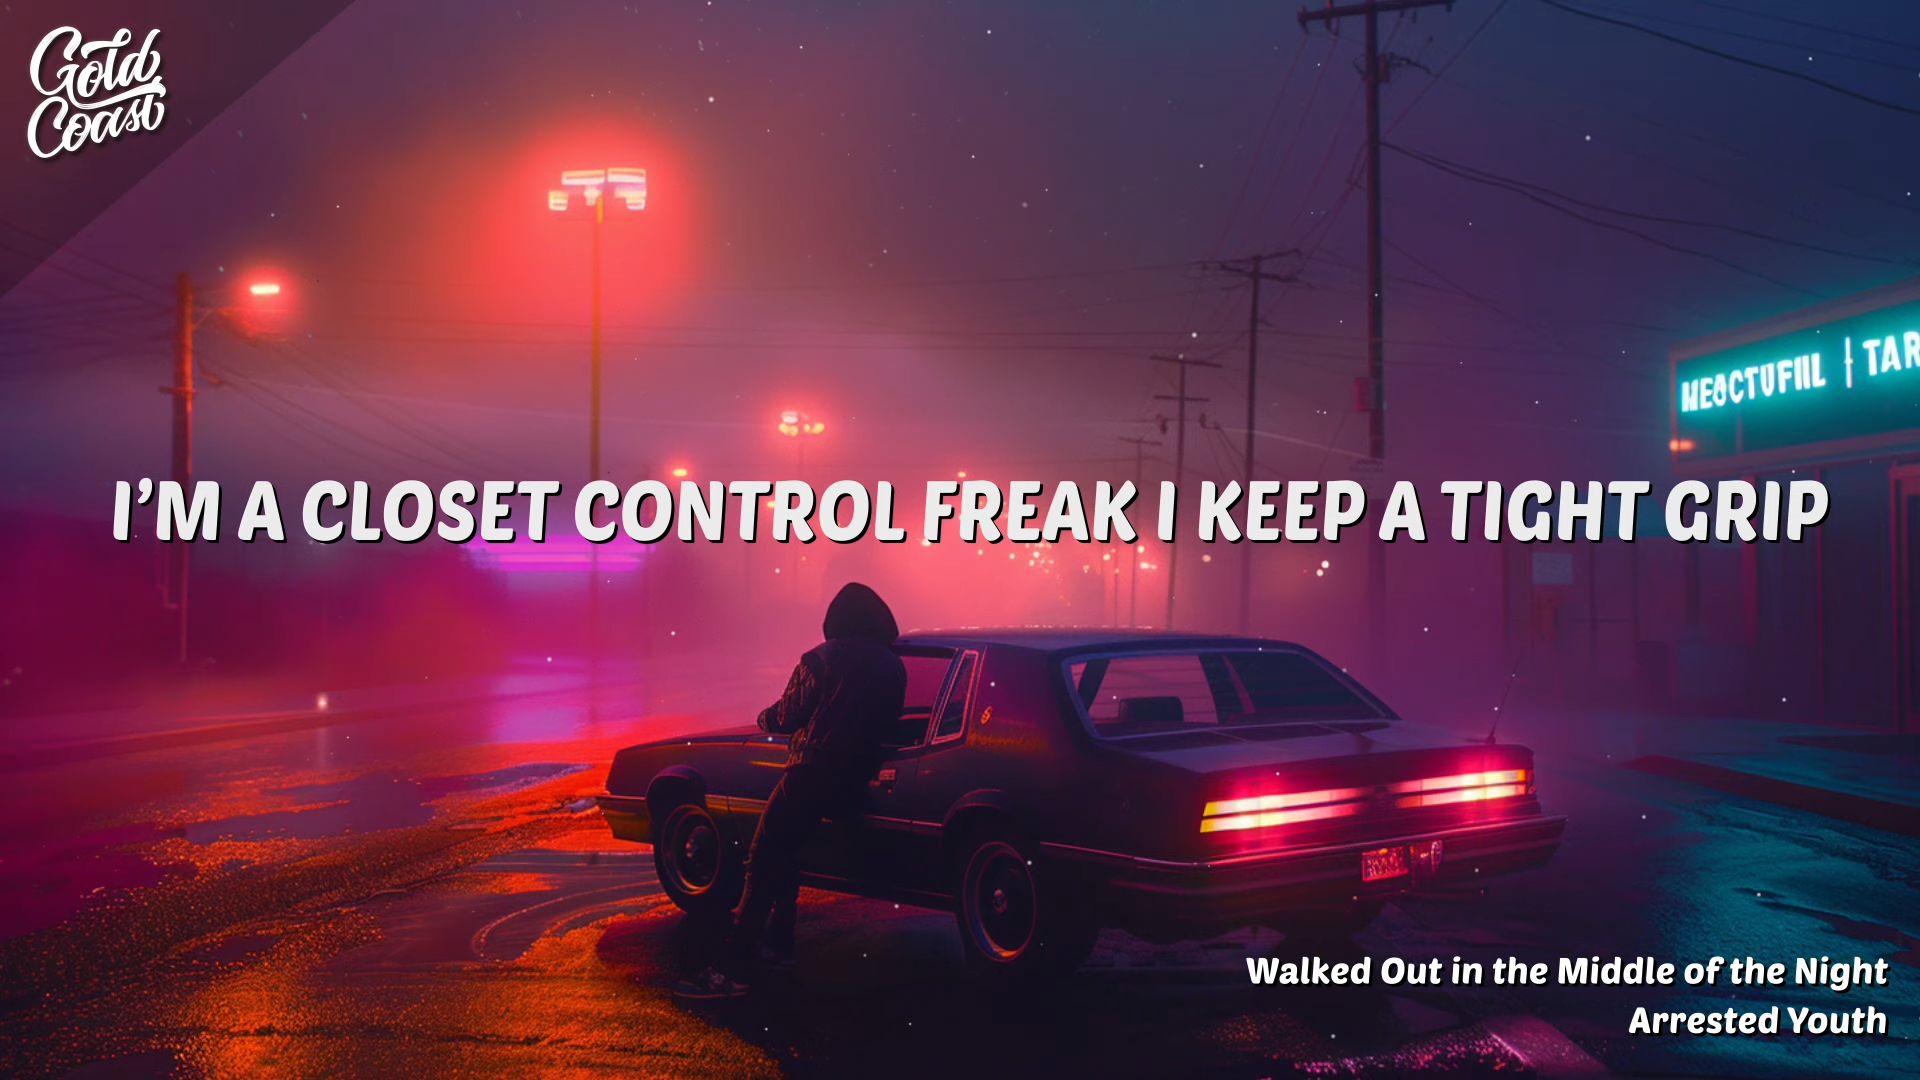 Gold
Coast
I’M A CLOSET CONTROL FREAK I KEEP A TIGHT GRIP
Walked Out in the Middle of the Night
Arrested Youth